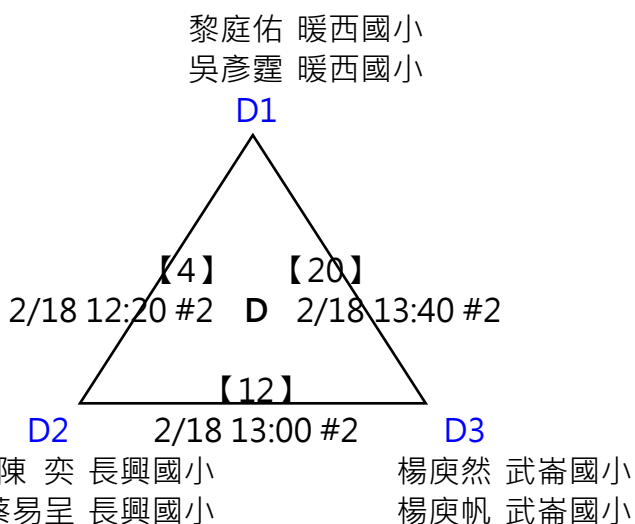 黎庭佑 暖西國小
吳彥霆 暖西國小
D1
【4】 【20】
2/18 12:20 #2 D 2/18 13:40 #2
【12】
D2 2/18 13:00 #2 D3
陳 奕 長興國小 楊庾然 武崙國小
蔡易呈 長興國小 楊庾帆 武崙國小